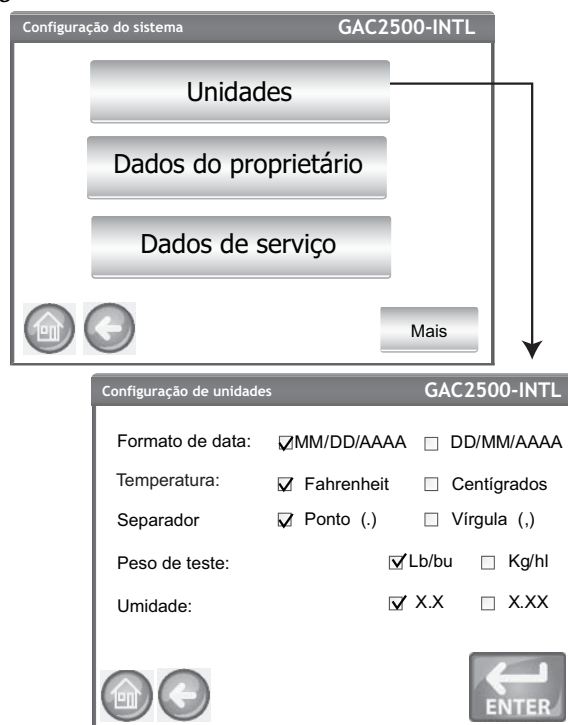 Configuração do sistema GAC2500-INTL
Unidades
Dados do proprietário
Dados de serviço
Mais
Configuração de unidades GAC2500-INTL
Formato de data: MM/DD/AAAA DD/MM/AAAA
Temperatura: Fahrenheit Centígrados
Separador Ponto (.) Vírgula (,)
Peso de teste: Lb/bu Kg/hl
Umidade: X.X X.XX
ENTER